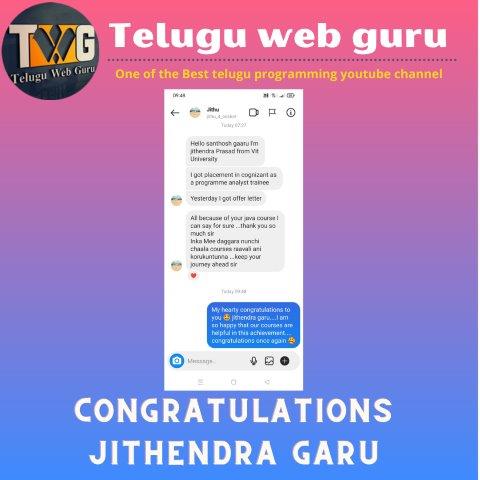 TWG
Telugu Web Guru
Telugu web guru
One of the Best telugu programming youtube channel
09:49
Jithu
jithu_d_prabet
Today 07:27
Hello santhosh gaaru I'm
jithendra Prasad from Vit
University
I got placement in cognizant as
a programme analyst trainee
Yesterday I got offer letter
All because of your java course I
can say for sure ...thank you so
much sir
Inka Mee daggara nunchi
chaala courses raavali ani
korukuntunna ...keep your
journey ahead sir
Today 09:48
My hearty congratulations to
you 🥰 jithendra garu....I am
so happy that our courses are
helpful in this achievement....
congratulations once again 🥰
Message...
CONGRATULATIONS
JITHENDRA GARU